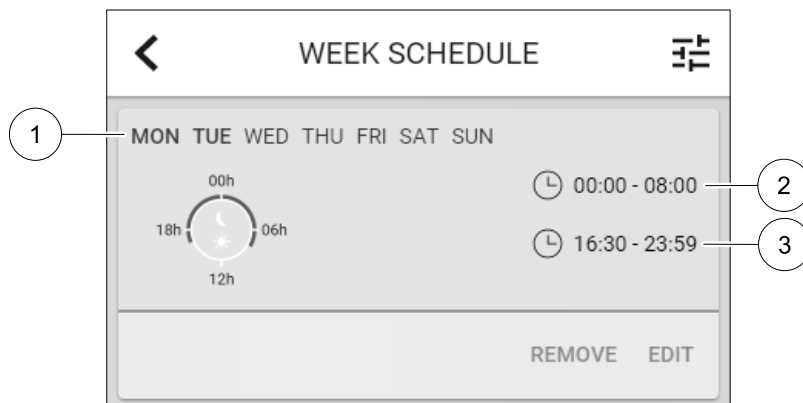 WEEK SCHEDULE
1
MON TUE WED THU FRI SAT SUN
00h
00:00 - 08:00
2
18h
06h
16:30 - 23:59
3
12h
REMOVE EDIT